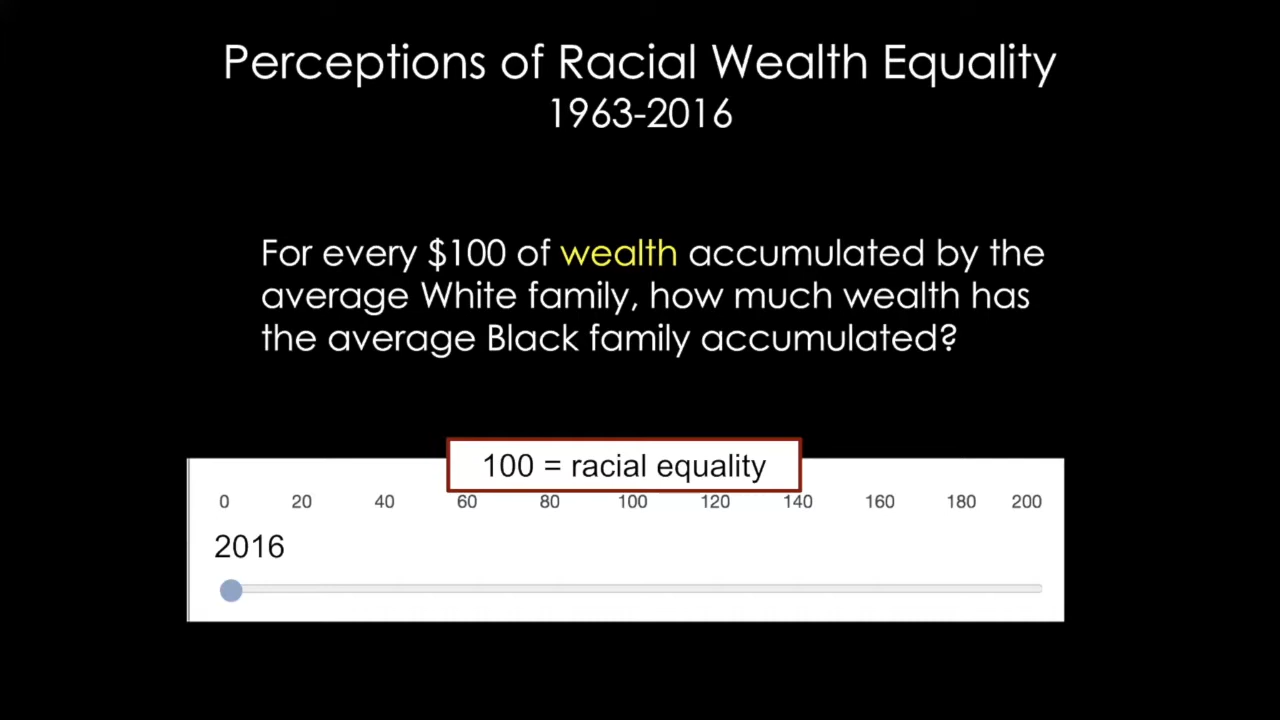 Perceptions of Racial Wealth Equality
1963-2016
For every $100 of wealth accumulated by the
average White family, how much wealth has
the average Black family accumulated?
100 = racial equality
0 20 40 60 80 100 120 140 160 180 200
2016